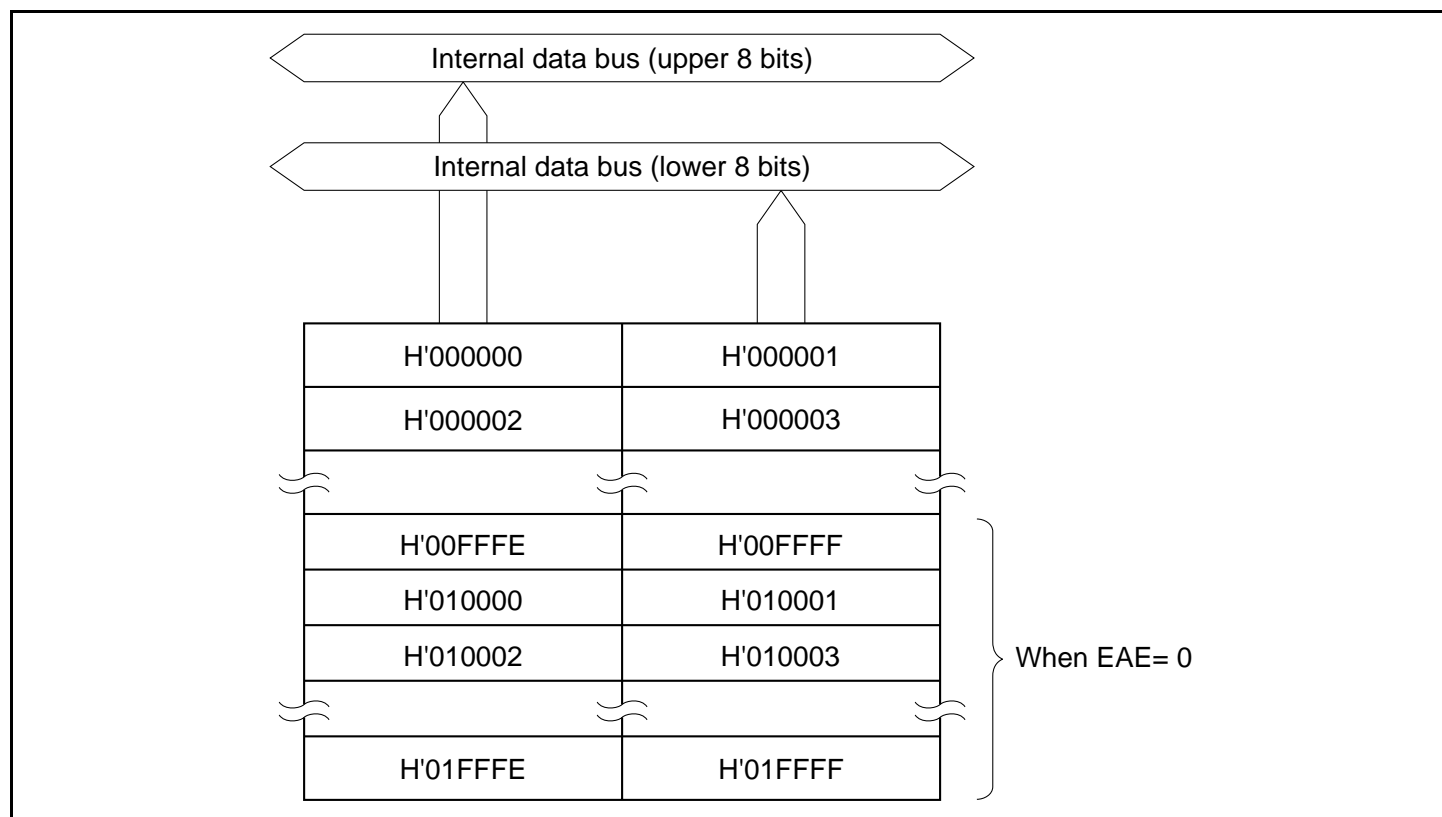 Internal data bus (upper 8 bits)
Internal data bus (lower 8 bits)
H'000000 H'000001
H'000002 H'000003
H'00FFFE H'00FFFF
H'010000 H'010001
H'010002 H'010003
When EAE= 0
H'01FFFE H'01FFFF